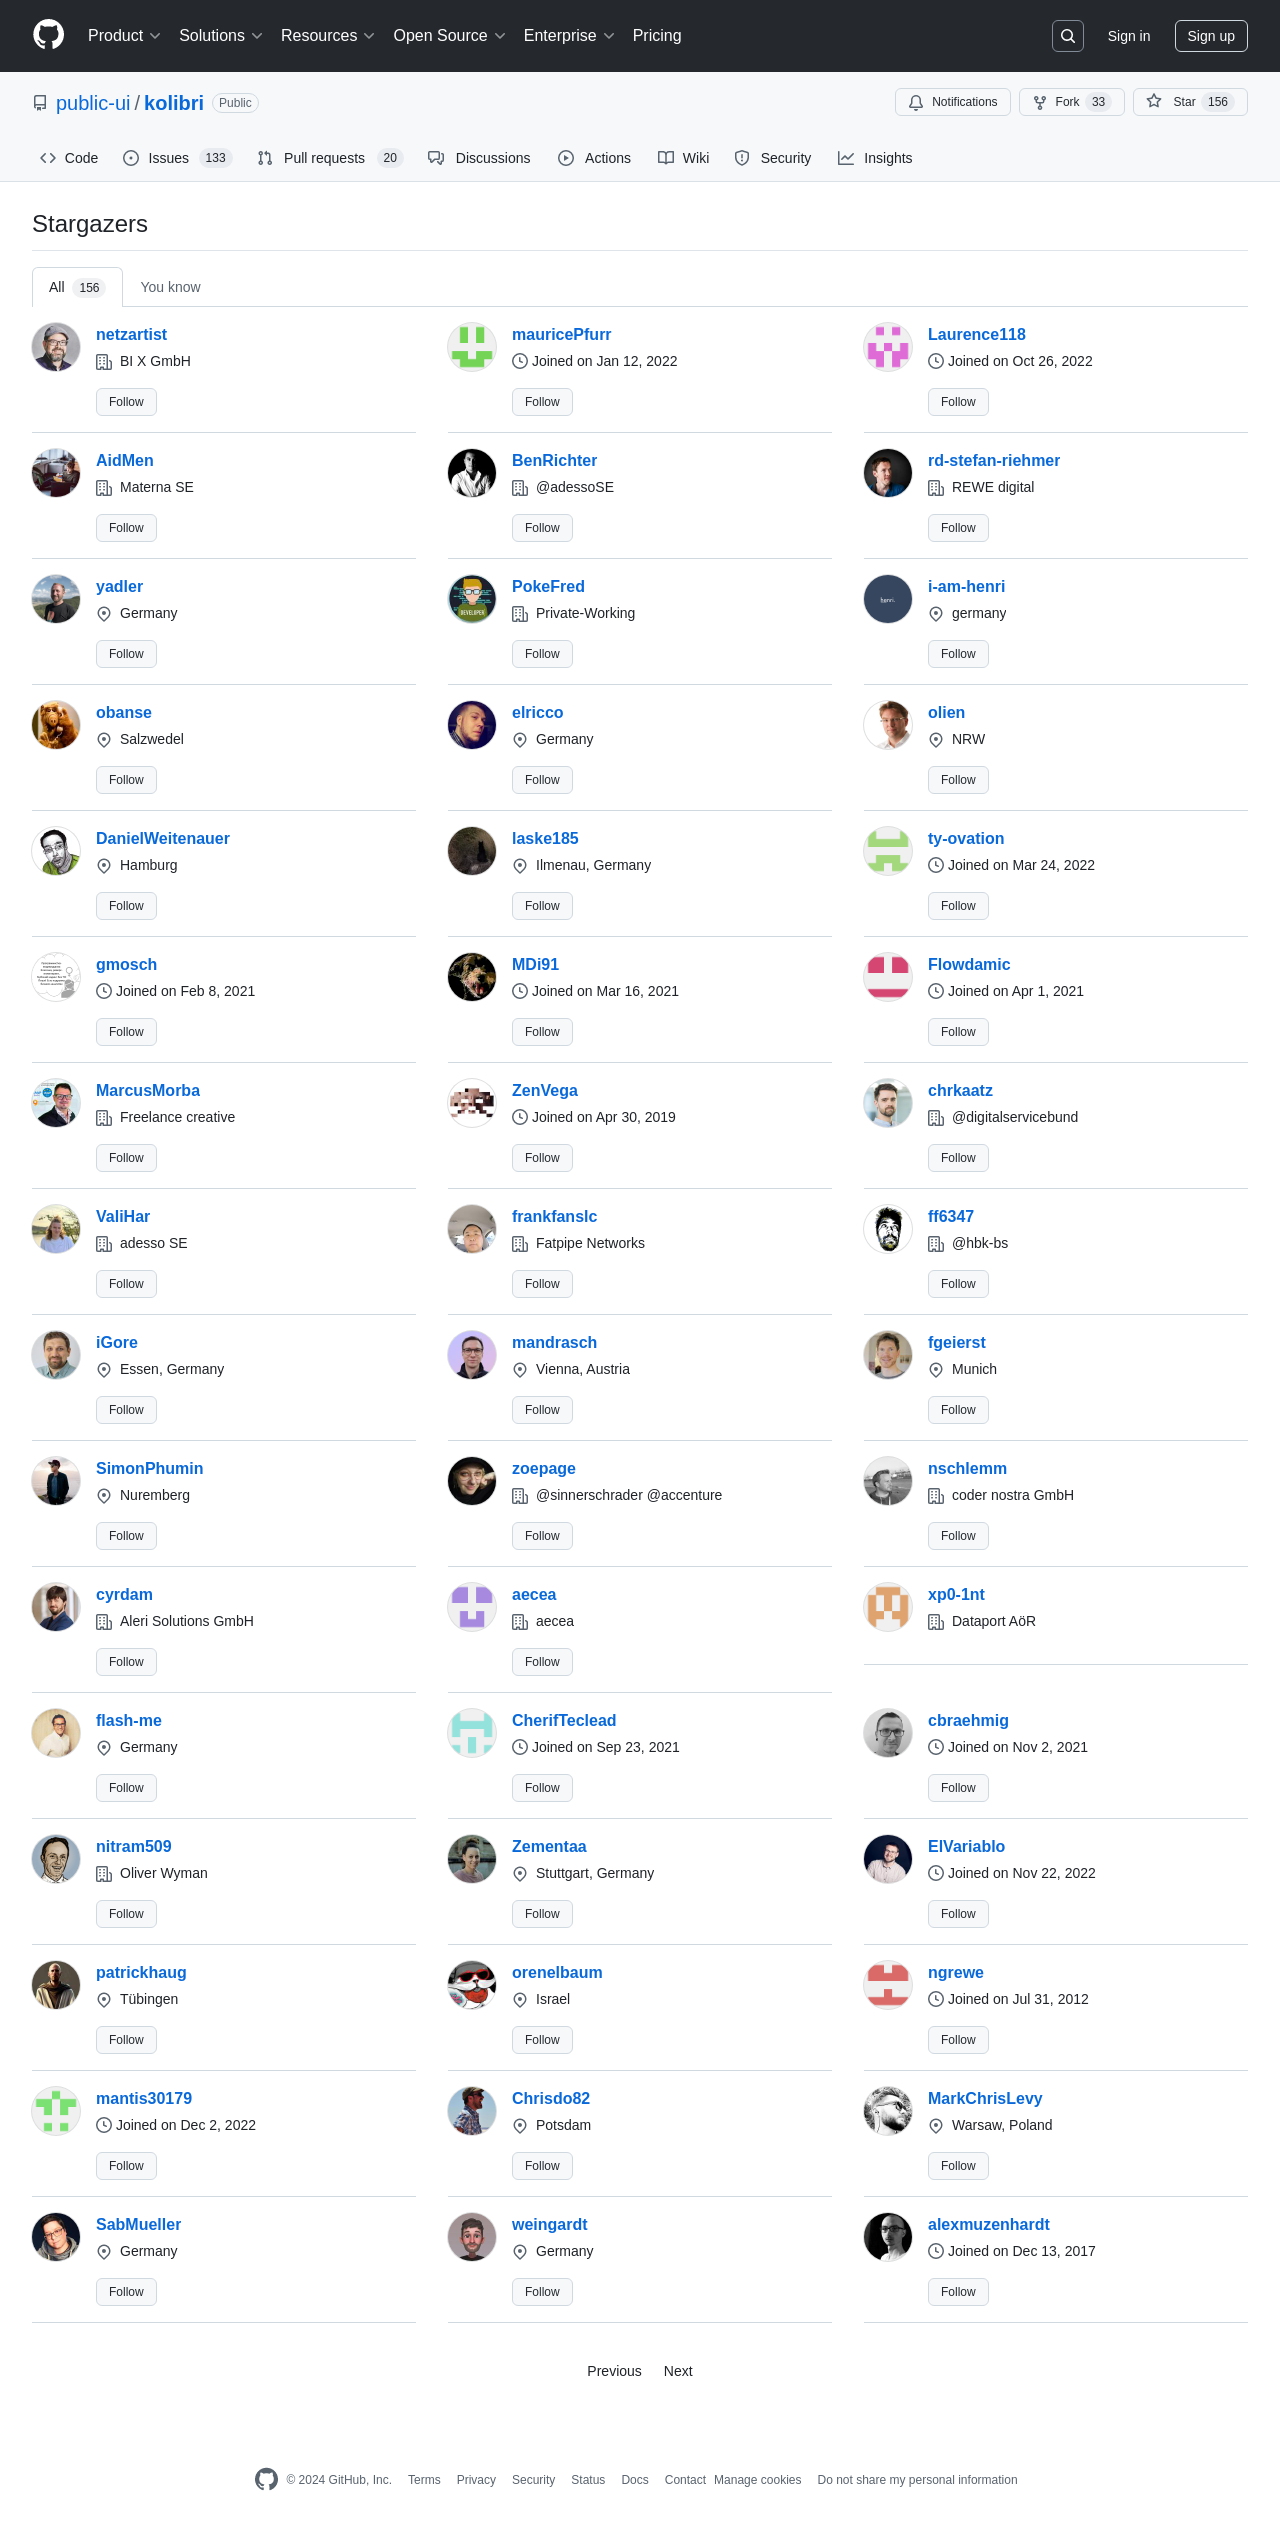 Product Solutions Resources Open Source Enterprise Pricing Sign in Sign up
public-ui / kolibri Public Notifications Fork 33 Star 156
Code Issues 133 Pull requests 20 Discussions Actions Wiki Security Insights
Stargazers
All 156 You know
netzartist mauricePfurr Laurence118
BI X GmbH Joined on Jan 12, 2022 Joined on Oct 26, 2022
Follow Follow Follow
AidMen BenRichter rd-stefan-riehmer
Materna SE @adessoSE REWE digital
Follow Follow Follow
yadler PokeFred i-am-henri
Germany Private-Working germany
Follow Follow Follow
obanse elricco olien
Salzwedel Germany NRW
Follow Follow Follow
DanielWeitenauer laske185 ty-ovation
Hamburg Ilmenau, Germany Joined on Mar 24, 2022
Follow Follow Follow
gmosch MDi91 Flowdamic
Joined on Feb 8, 2021 Joined on Mar 16, 2021 Joined on Apr 1, 2021
Follow Follow Follow
MarcusMorba ZenVega chrkaatz
Freelance creative Joined on Apr 30, 2019 @digitalservicebund
Follow Follow Follow
ValiHar frankfanslc ff6347
adesso SE Fatpipe Networks @hbk-bs
Follow Follow Follow
iGore mandrasch fgeierst
Essen, Germany Vienna, Austria Munich
Follow Follow Follow
SimonPhumin zoepage nschlemm
Nuremberg @sinnerschrader @accenture coder nostra GmbH
Follow Follow Follow
cyrdam aecea xp0-1nt
Aleri Solutions GmbH aecea Dataport AöR
Follow Follow
flash-me CherifTeclead cbraehmig
Germany Joined on Sep 23, 2021 Joined on Nov 2, 2021
Follow Follow Follow
nitram509 Zementaa ElVariablo
Oliver Wyman Stuttgart, Germany Joined on Nov 22, 2022
Follow Follow Follow
patrickhaug orenelbaum ngrewe
Tübingen Israel Joined on Jul 31, 2012
Follow Follow Follow
mantis30179 Chrisdo82 MarkChrisLevy
Joined on Dec 2, 2022 Potsdam Warsaw, Poland
Follow Follow Follow
SabMueller weingardt alexmuzenhardt
Germany Germany Joined on Dec 13, 2017
Follow Follow Follow
Previous Next
© 2024 GitHub, Inc. Terms Privacy Security Status Docs Contact Manage cookies Do not share my personal information